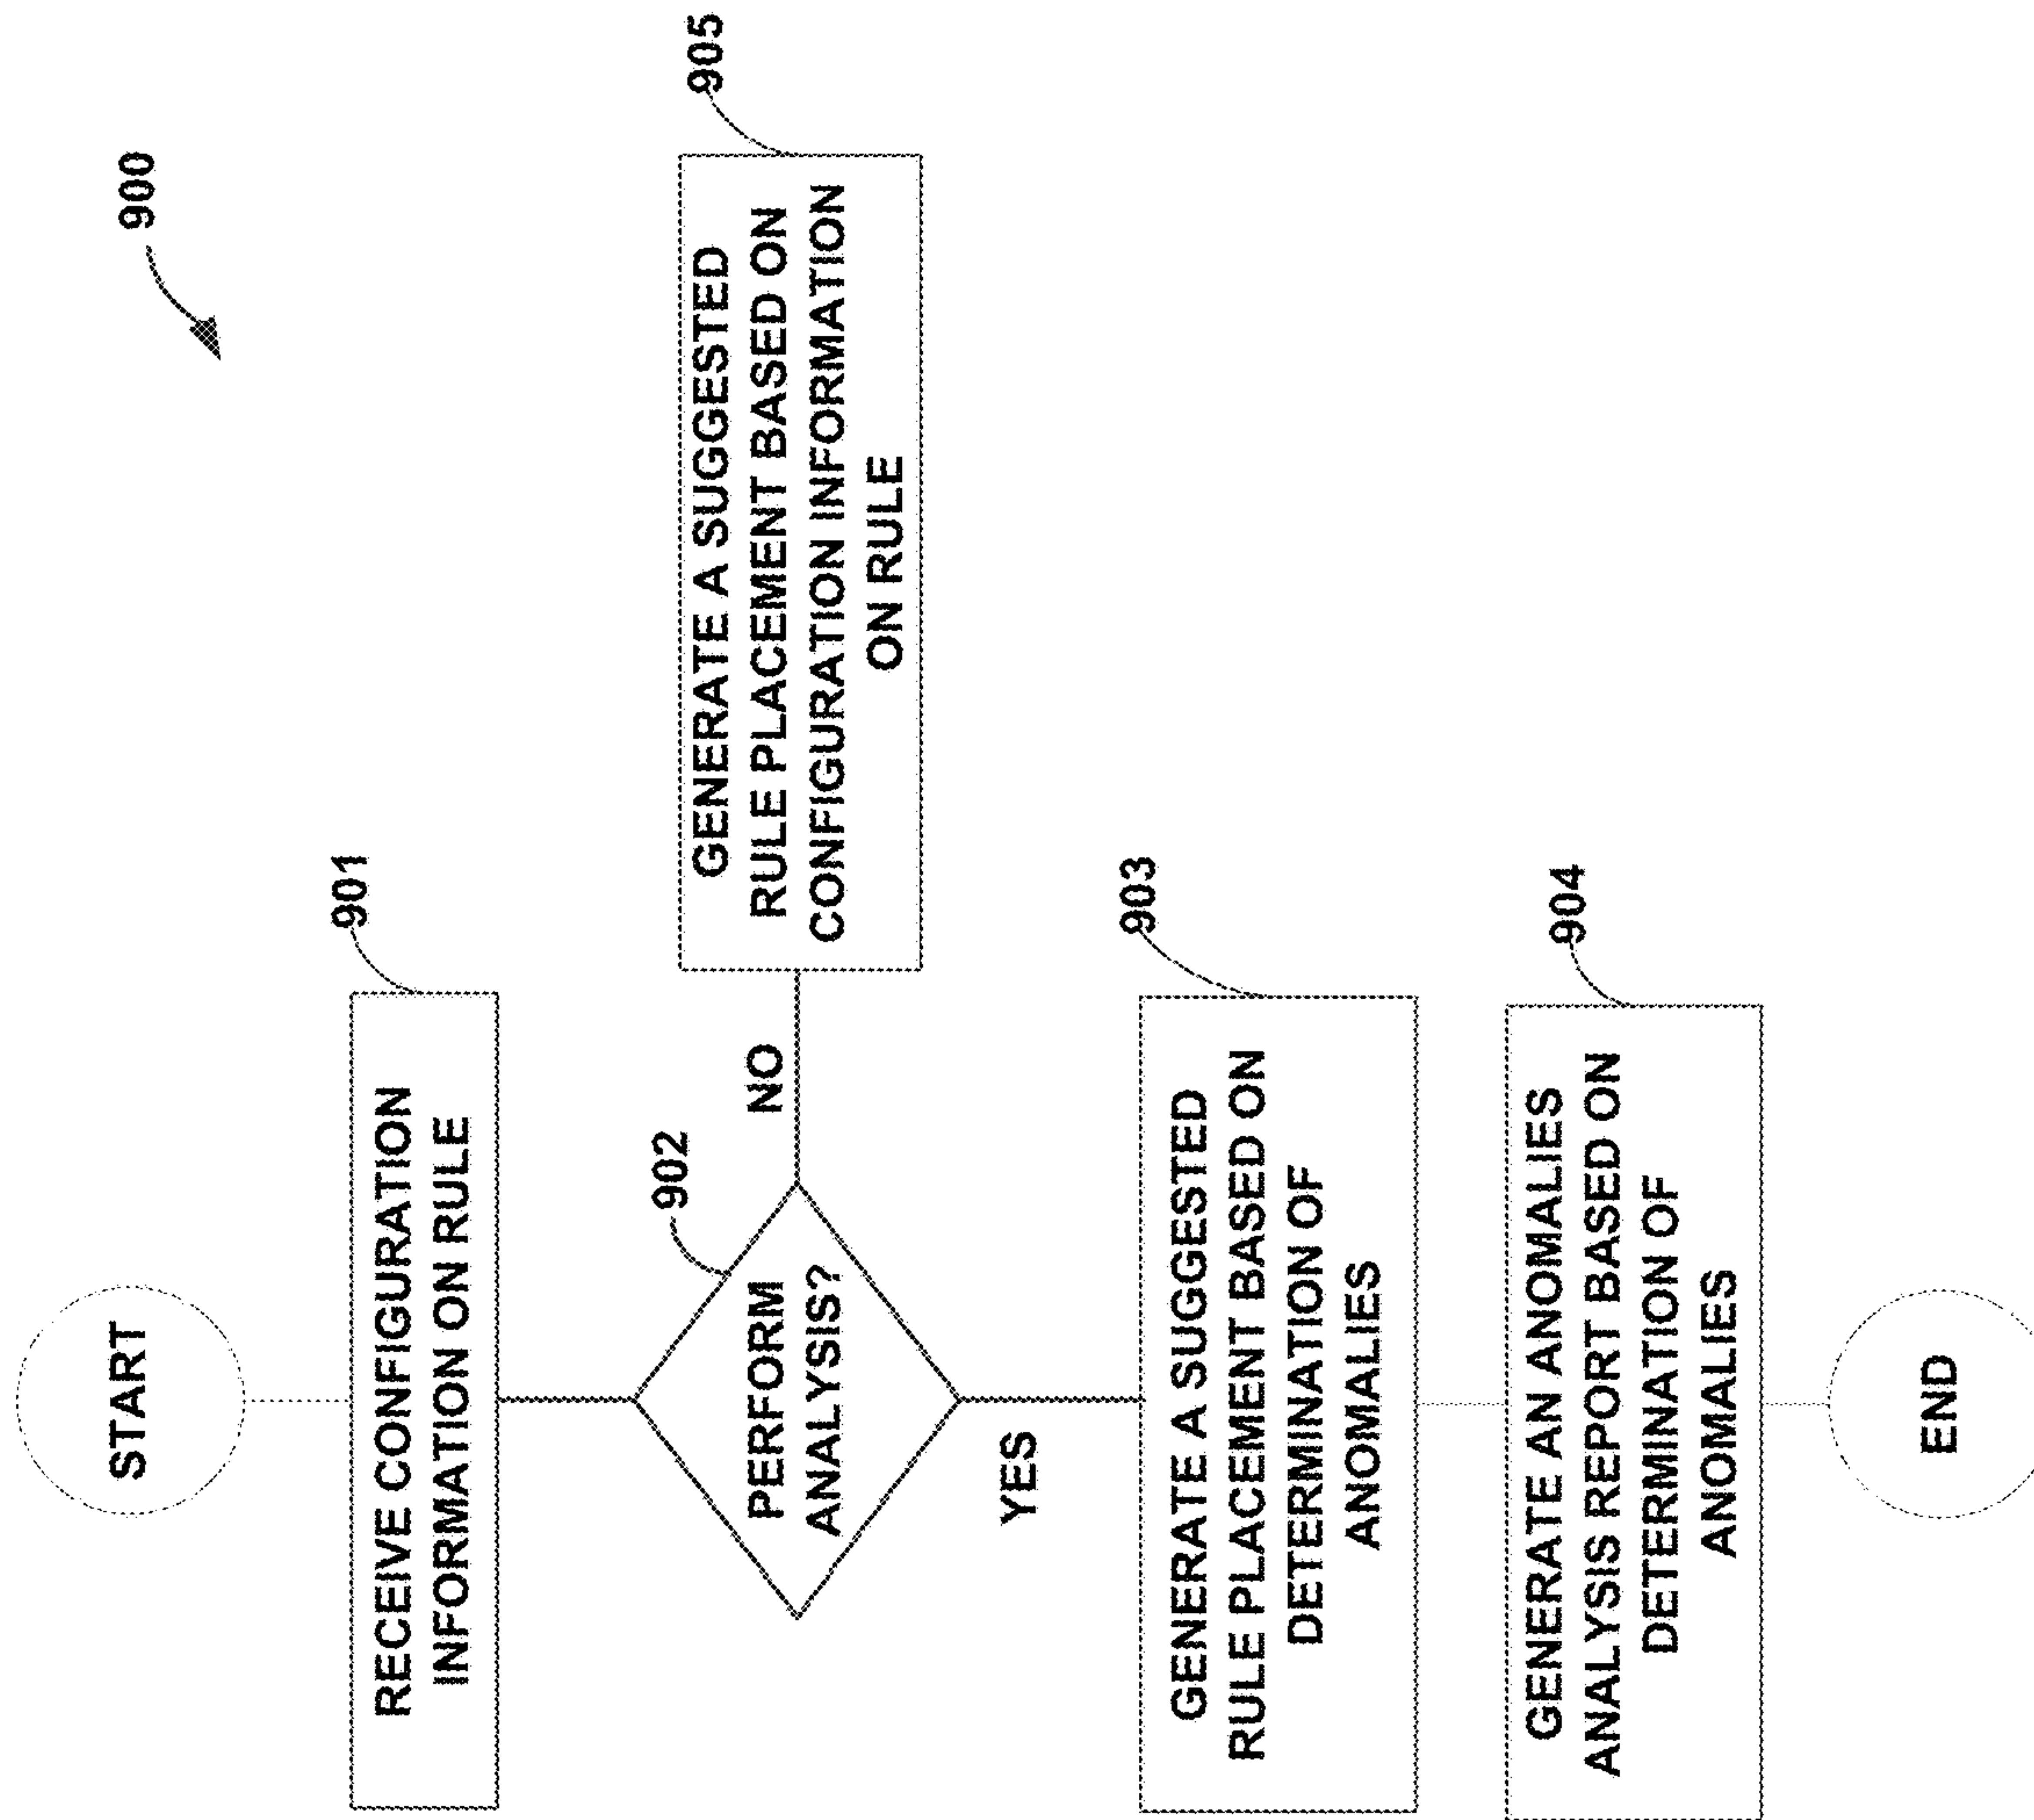 900
START
901
RECEIVE CONFIGURATION
INFORMATION ON RULE
902
PERFORM
ANALYSIS?
NO
905
GENERATE A SUGGESTED
RULE PLACEMENT BASED ON
CONFIGURATION INFORMATION
ON RULE
YES
903
GENERATE A SUGGESTED
RULE PLACEMENT BASED ON
DETERMINATION OF
ANOMALIES
904
GENERATE AN ANOMALIES
ANALYSIS REPORT BASED ON
DETERMINATION OF
ANOMALIES
END